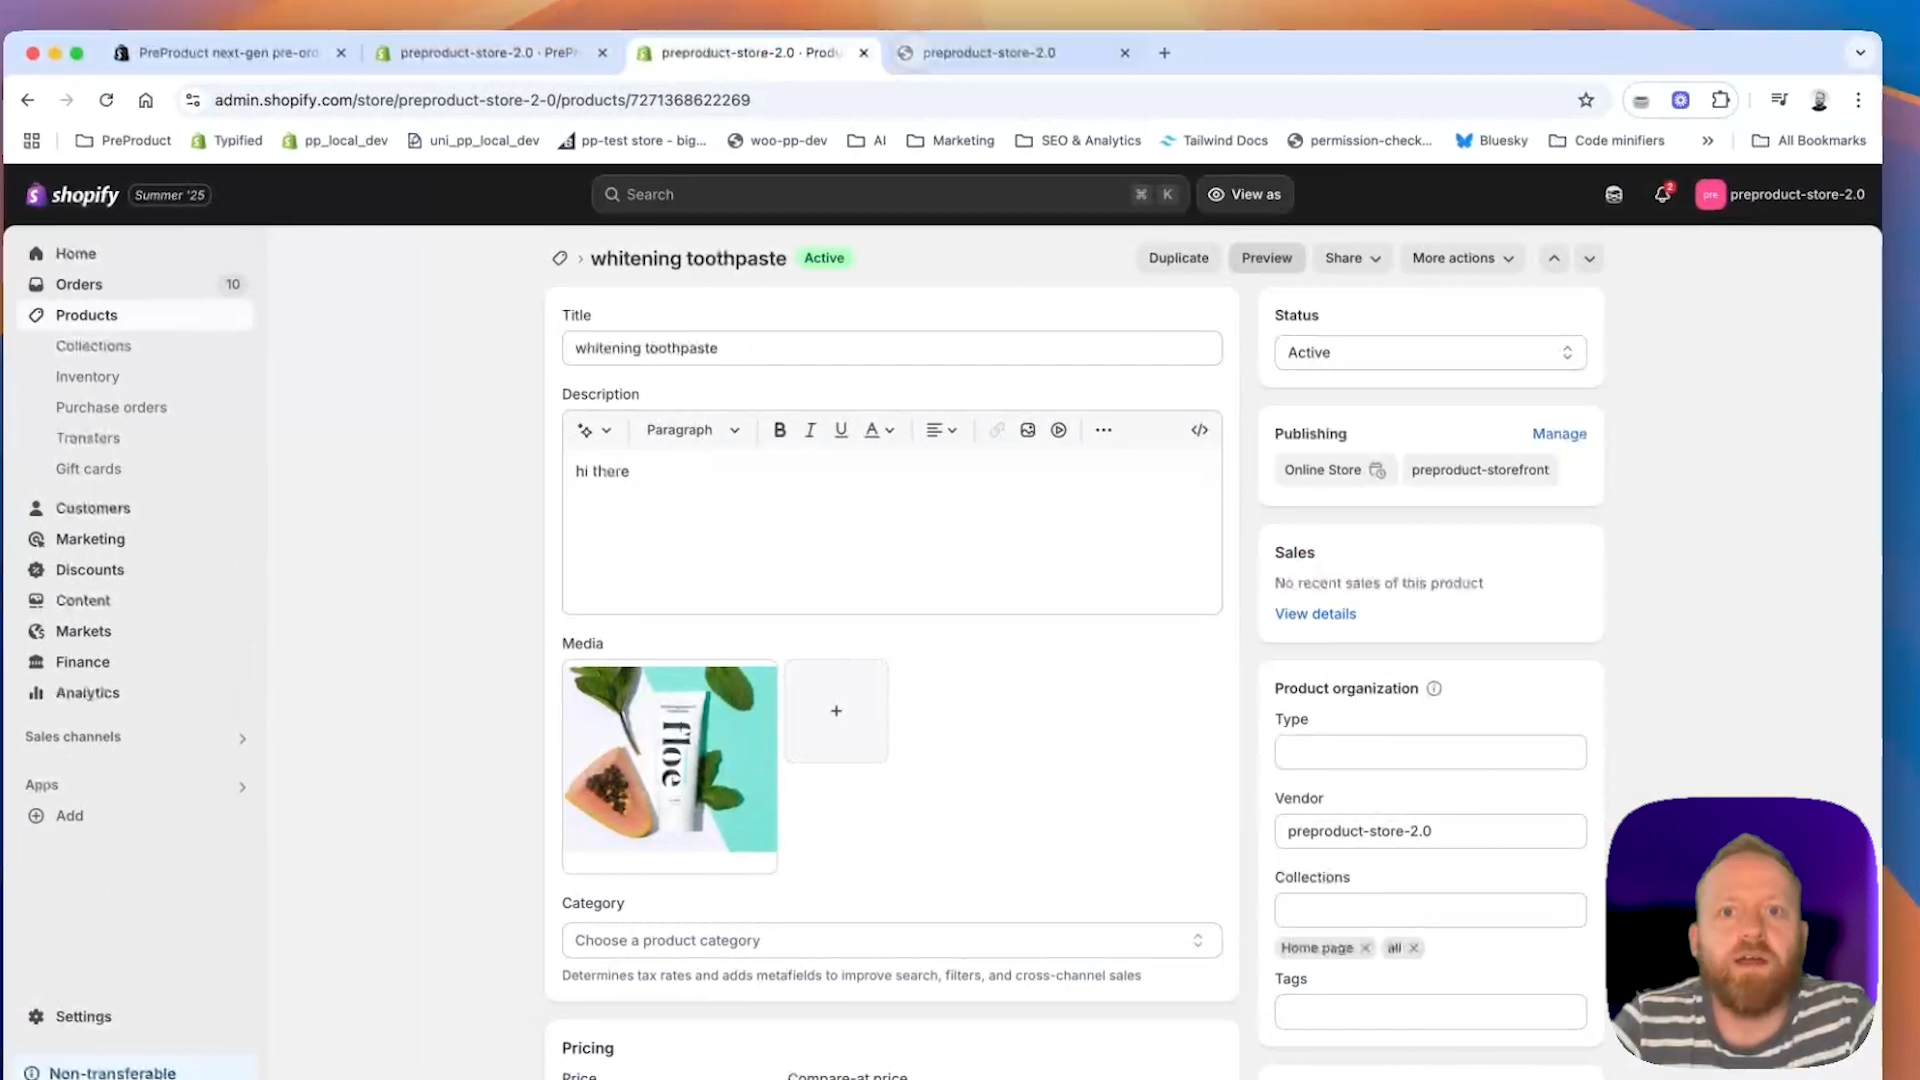 PreProduct next-gen pre-ord
preproduct-store-2.0 · PrePr
preproduct-store-2.0 · Produ
preproduct-store-2.0
admin.shopify.com/store/preproduct-store-2-0/products/7271368622269
PreProduct
Typified
pp_local_dev
uni_pp_local_dev
pp-test store - big...
woo-pp-dev
AI
Marketing
SEO & Analytics
Tailwind Docs
permission-check...
Bluesky
Code minifiers
»
All Bookmarks
shopify
Summer '25
Search
⌘ K
View as
2
pre
preproduct-store-2.0
Home
Orders 10
Products
Collections
Inventory
Purchase orders
Transfers
Gift cards
Customers
Marketing
Discounts
Content
Markets
Finance
Analytics
Sales channels
Apps
Add
Settings
Non-transferable
› whitening toothpaste Active
Duplicate
Preview
Share
More actions
Title
whitening toothpaste
Description
Paragraph B I U A ··· </>
hi there
Media
floe
+
Category
Choose a product category
Determines tax rates and adds metafields to improve search, filters, and cross-channel sales
Pricing
Price Compare-at price
Status
Active
Publishing Manage
Online Store preproduct-storefront
Sales
No recent sales of this product
View details
Product organization
Type
Vendor
preproduct-store-2.0
Collections
Home page all
Tags